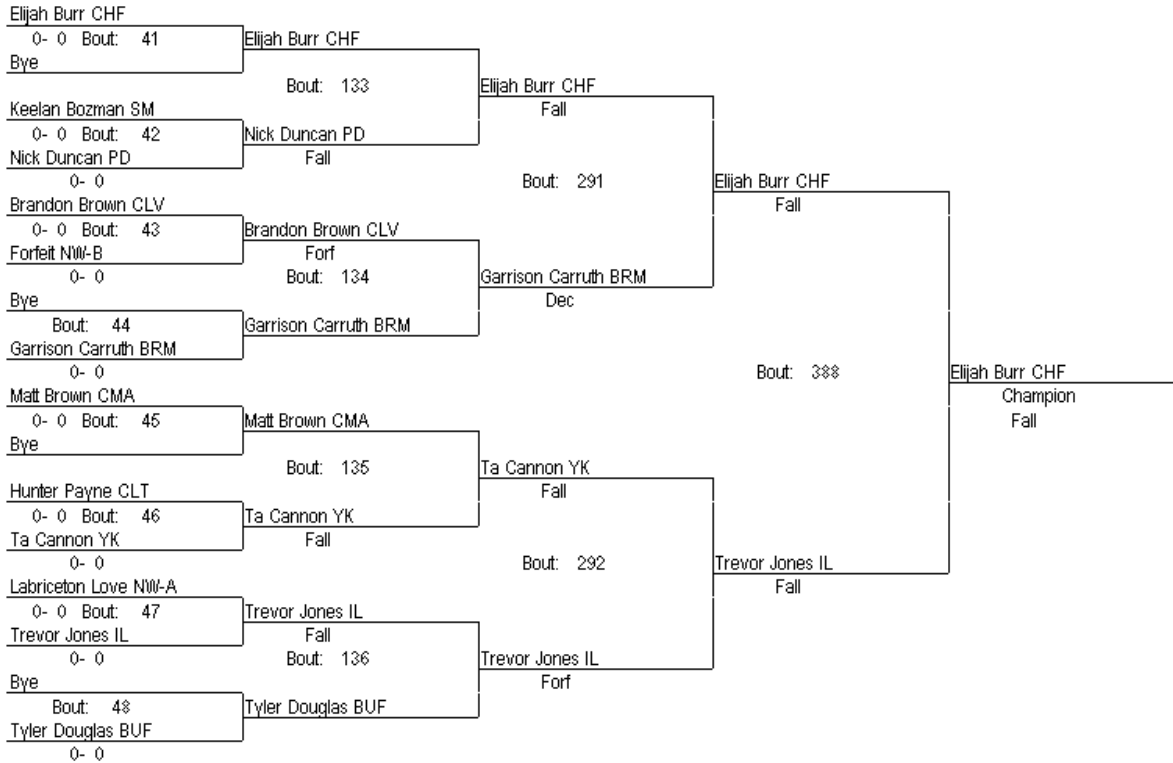 Elijah Burr CHF
0- 0 Bout: 41
Bye
Keelan Bozman SM
0- 0 Bout: 42
Nick Duncan PD
0- 0
Brandon Brown CLV
0- 0 Bout: 43
Forfeit NW-B
0- 0
Bye
Bout: 44
Garrison Carruth BRM
0- 0
Matt Brown CMA
0- 0 Bout: 45
Bye
Hunter Payne CLT
0- 0 Bout: 46
Ta Cannon YK
0- 0
Labriceton Love NW-A
0- 0 Bout: 47
Trevor Jones IL
0- 0
Bye
Bout: 48
Tyler Douglas BUF
0- 0
Elijah Burr CHF
Bout: 133
Nick Duncan PD
Fall
Brandon Brown CLV
Forf
Bout: 134
Garrison Carruth BRM
Matt Brown CMA
Bout: 135
Ta Cannon YK
Fall
Trevor Jones IL
Fall
Bout: 136
Tyler Douglas BUF
Elijah Burr CHF
Fall
Bout: 291
Garrison Carruth BRM
Dec
Ta Cannon YK
Fall
Bout: 292
Trevor Jones IL
Forf
Elijah Burr CHF
Fall
Bout: 388
Trevor Jones IL
Fall
Elijah Burr CHF
Champion
Fall